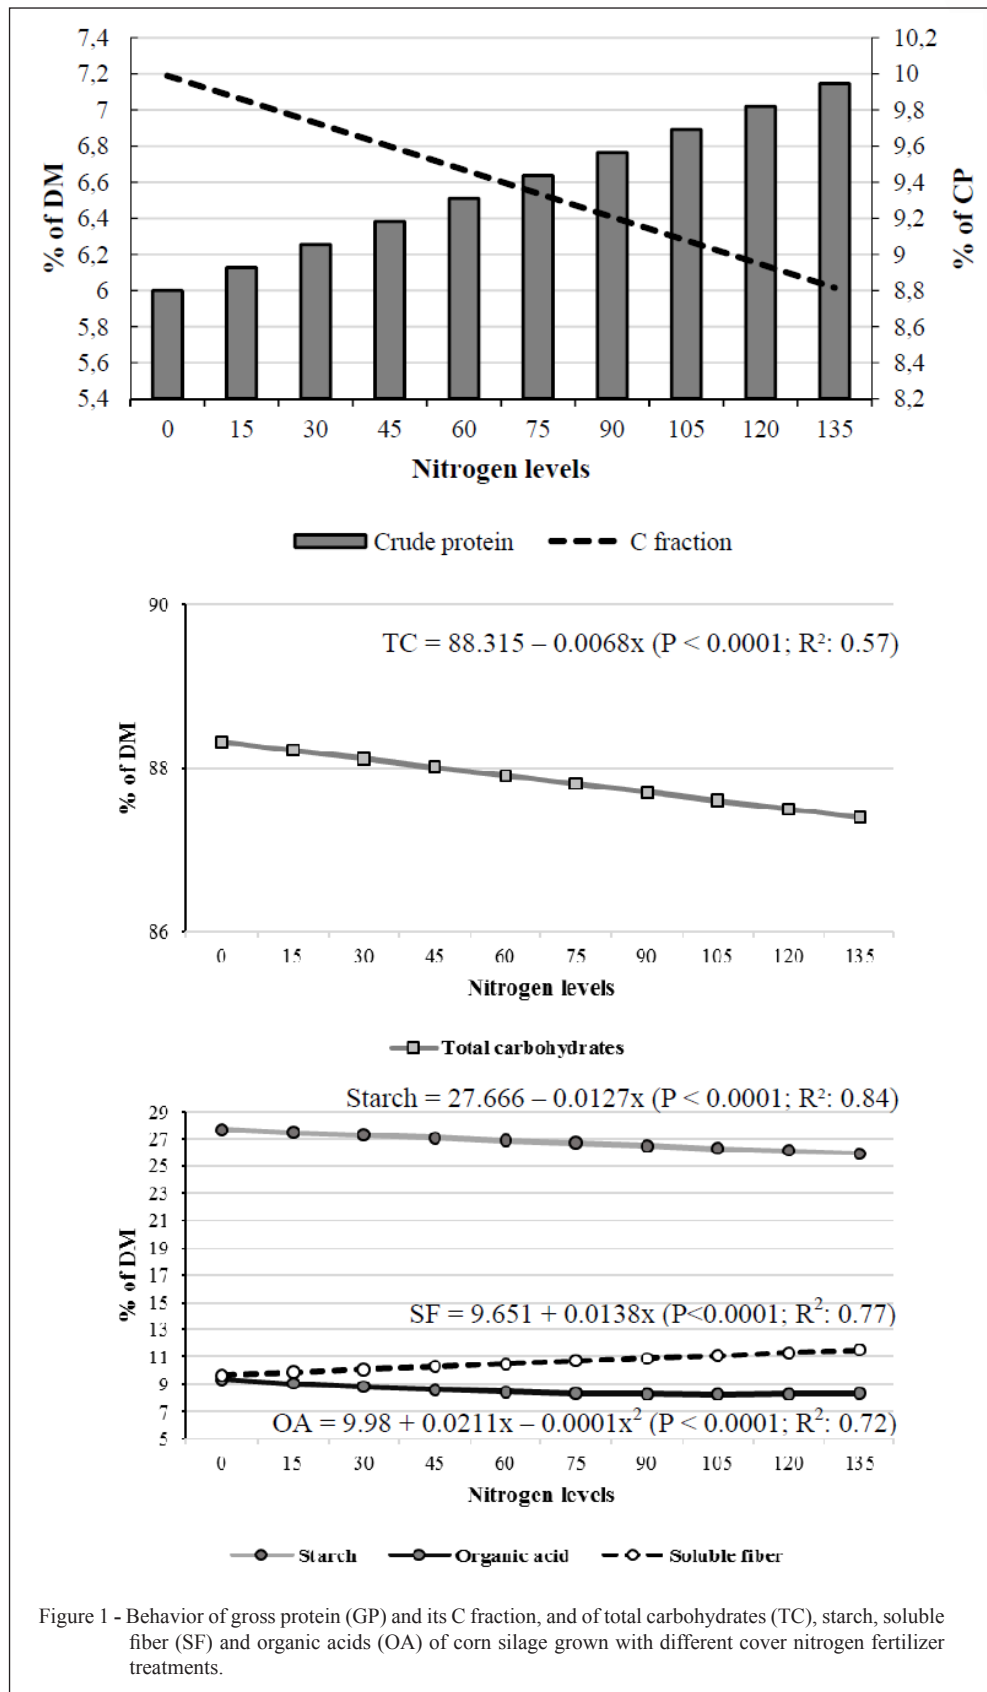 7,4
7,2
7
6,8
6,6
6,4
6,2
6
5,8
5,6
5,4
% of DM
10,2
10
9,8
9,6
9,4
9,2
9
8,8
8,6
8,4
8,2
% of CP
0 15 30 45 60 75 90 105 120 135
Nitrogen levels
Crude protein C fraction
90
88
86
% of DM
TC = 88.315 – 0.0068x (P < 0.0001; R²: 0.57)
0 15 30 45 60 75 90 105 120 135
Nitrogen levels
Total carbohydrates
Starch = 27.666 – 0.0127x (P < 0.0001; R²: 0.84)
29
27
25
23
21
19
17
15
13
11
9
7
5
% of DM
SF = 9.651 + 0.0138x (P<0.0001; R²: 0.77)
OA = 9.98 + 0.0211x – 0.0001x² (P < 0.0001; R²: 0.72)
0 15 30 45 60 75 90 105 120 135
Nitrogen levels
Starch Organic acid Soluble fiber
Figure 1 - Behavior of gross protein (GP) and its C fraction, and of total carbohydrates (TC), starch, soluble
fiber (SF) and organic acids (OA) of corn silage grown with different cover nitrogen fertilizer
treatments.